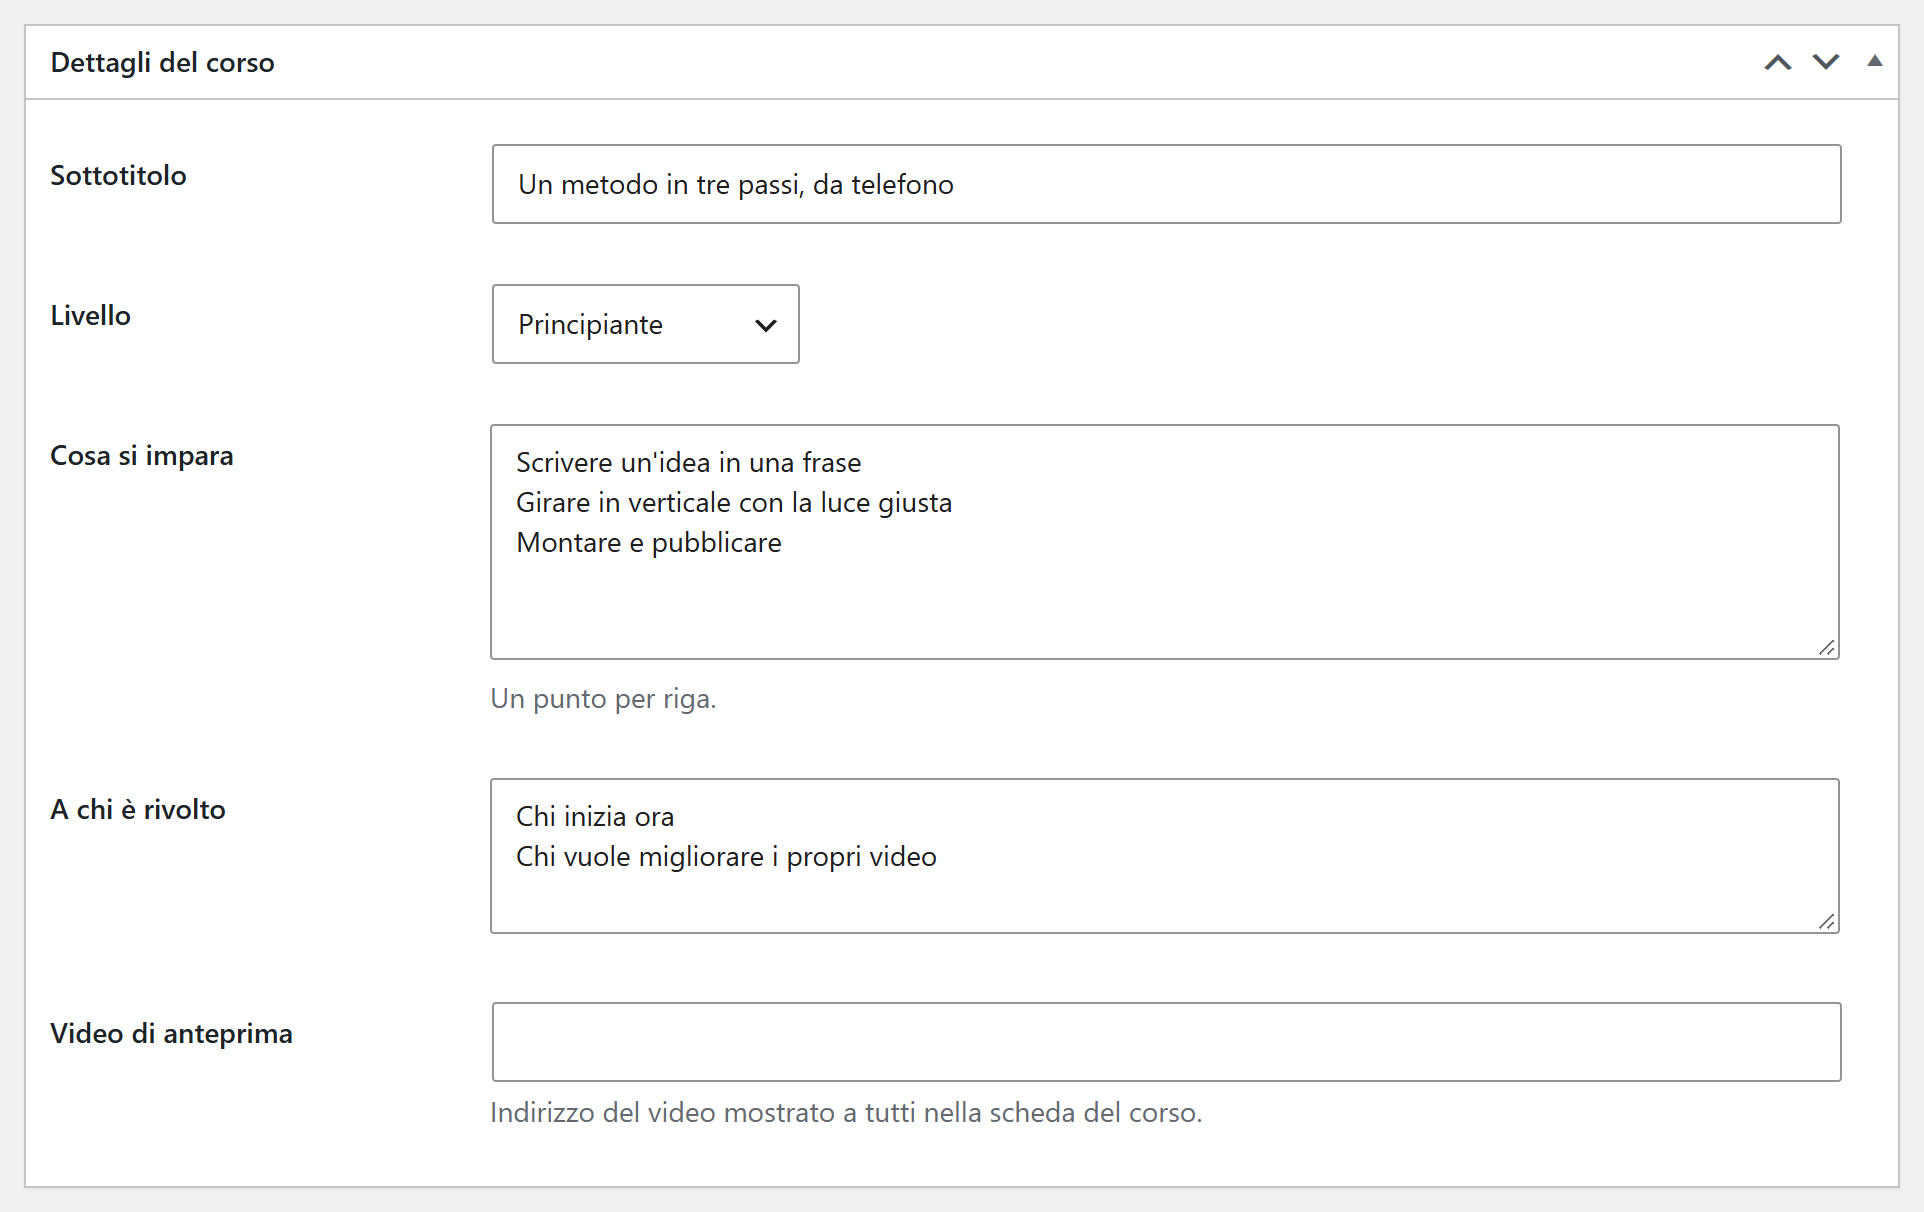 Dettagli del corso
Sottotitolo
Un metodo in tre passi, da telefono
Livello
Principiante
Cosa si impara
Scrivere un'idea in una frase
Girare in verticale con la luce giusta
Montare e pubblicare
Un punto per riga.
A chi è rivolto
Chi inizia ora
Chi vuole migliorare i propri video
Video di anteprima
Indirizzo del video mostrato a tutti nella scheda del corso.